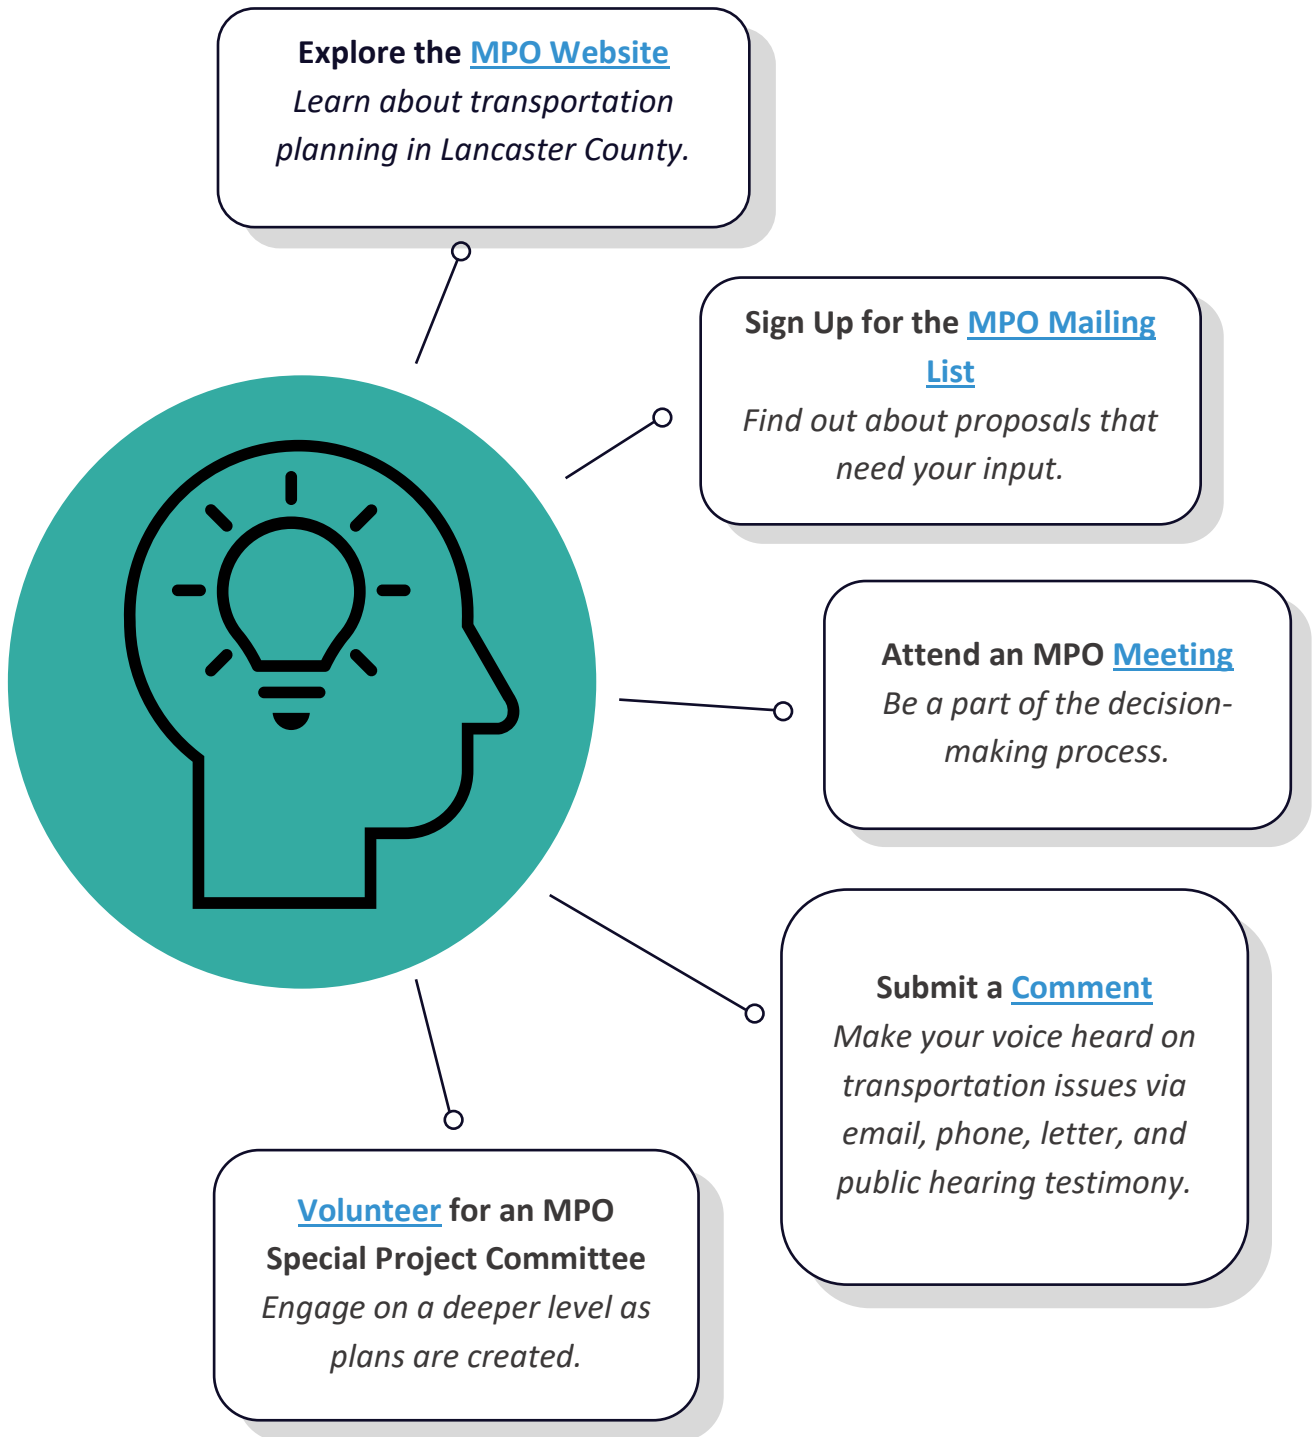 Explore the MPO Website
Learn about transportation
planning in Lancaster County.
Sign Up for the MPO Mailing
List
Find out about proposals that
need your input.
Attend an MPO Meeting
Be a part of the decision-
making process.
Submit a Comment
Make your voice heard on
transportation issues via
email, phone, letter, and
public hearing testimony.
Volunteer for an MPO
Special Project Committee
Engage on a deeper level as
plans are created.